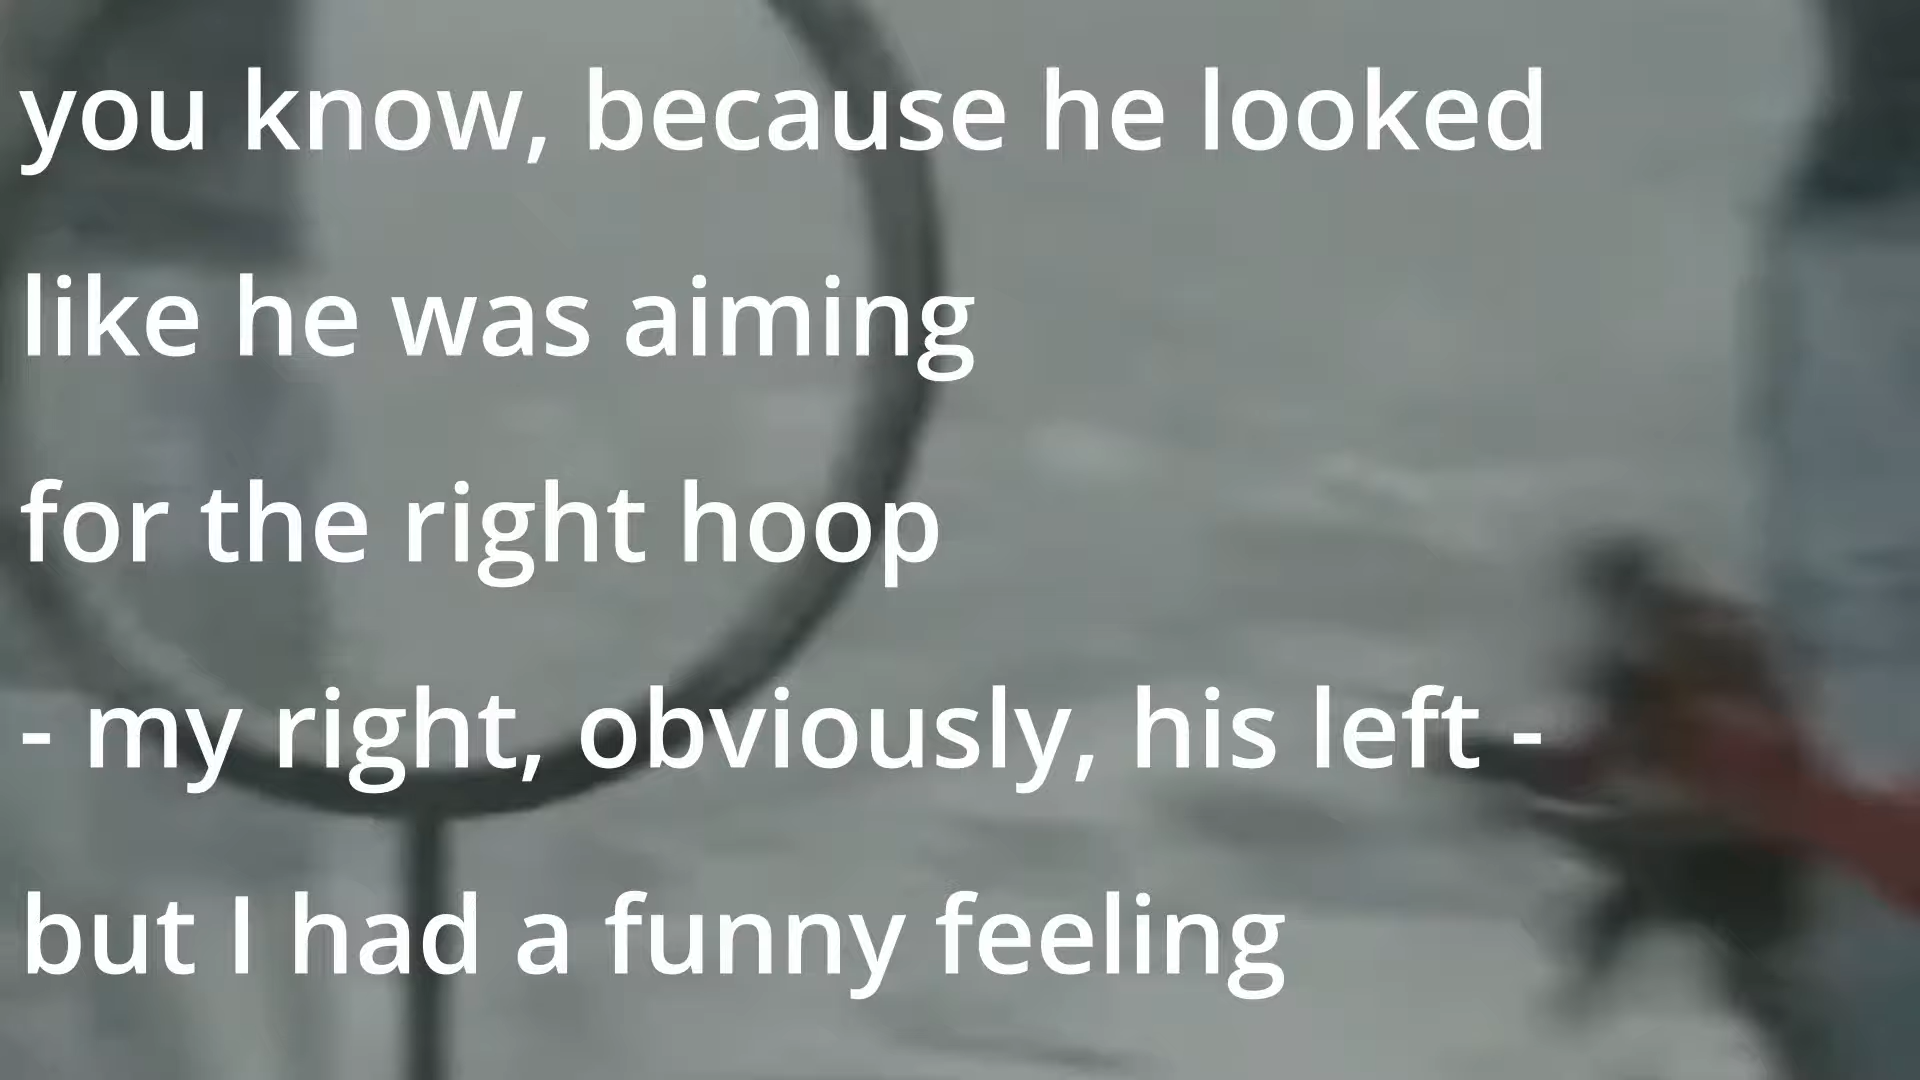 you know, because he looked
like he was aiming
for the right hoop
- my right, obviously, his left -
but I had a funny feeling